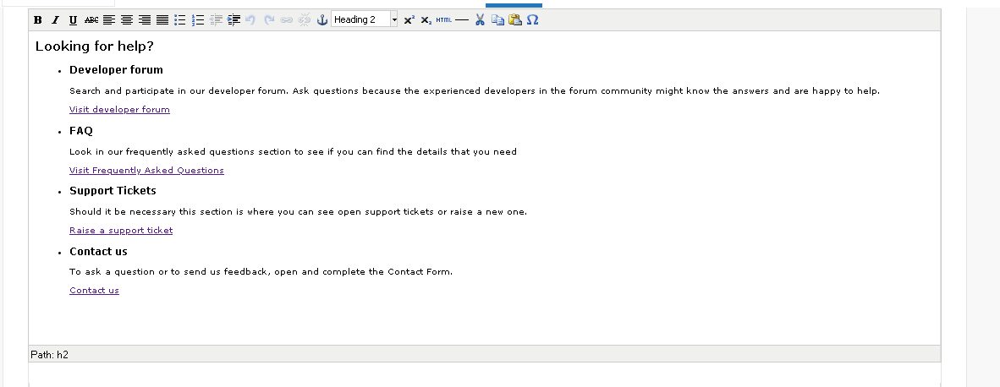 B I U ABC Heading 2 x² x₂ HTML Ω
Looking for help?
Developer forum
Search and participate in our developer forum. Ask questions because the experienced developers in the forum community might know the answers and are happy to help.
Visit developer forum
FAQ
Look in our frequently asked questions section to see if you can find the details that you need
Visit Frequently Asked Questions
Support Tickets
Should it be necessary this section is where you can see open support tickets or raise a new one.
Raise a support ticket
Contact us
To ask a question or to send us feedback, open and complete the Contact Form.
Contact us
Path: h2